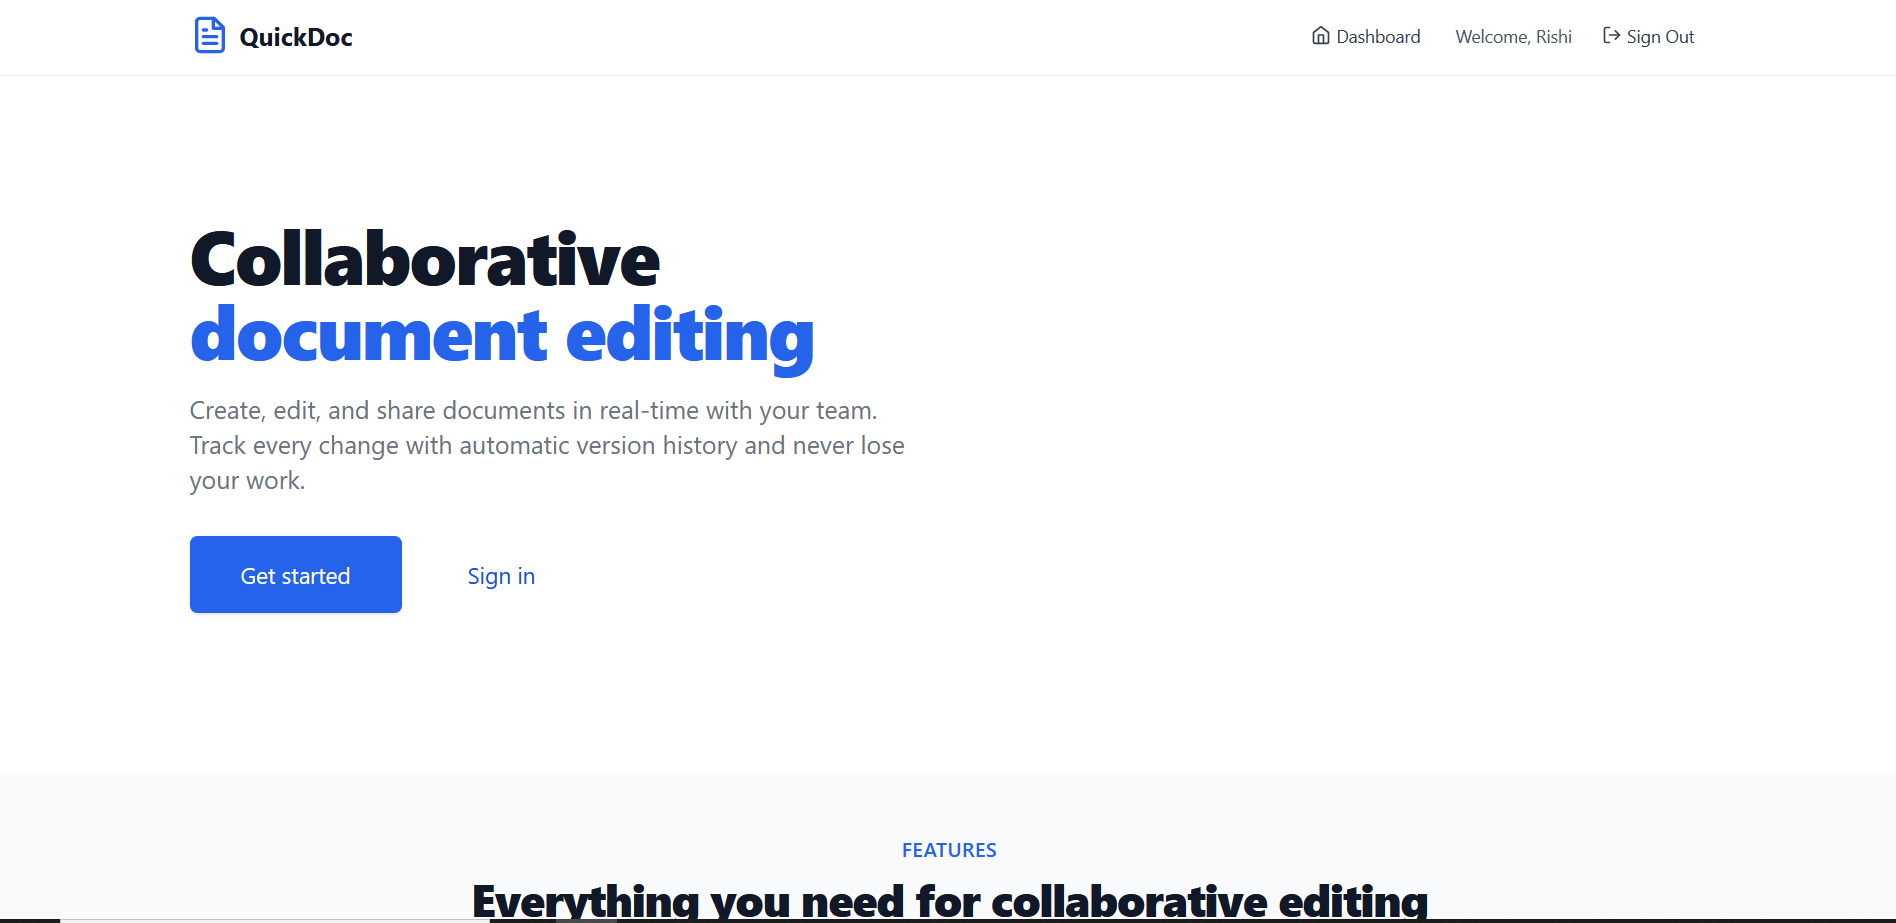 QuickDoc
Dashboard
Welcome, Rishi
Sign Out
Collaborative
document editing
Create, edit, and share documents in real-time with your team.
Track every change with automatic version history and never lose
your work.
Get started
Sign in
FEATURES
Everything you need for collaborative editing